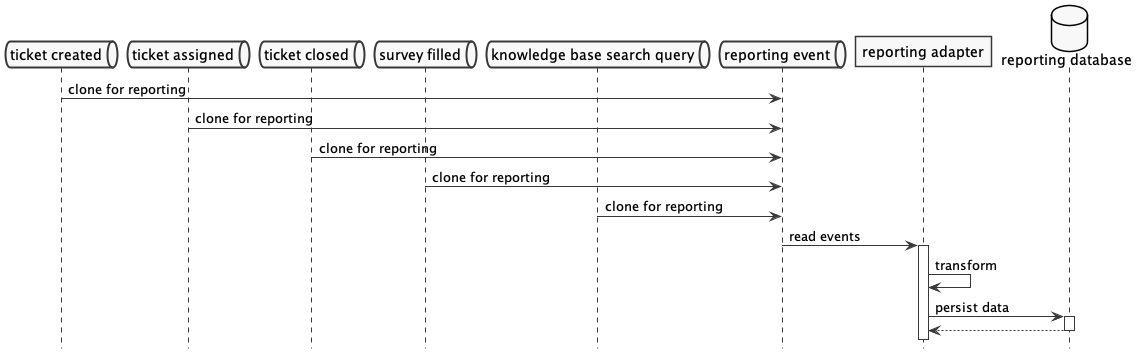 ticket created
ticket assigned
ticket closed
survey filled
knowledge base search query
reporting event
reporting adapter
reporting database
clone for reporting
clone for reporting
clone for reporting
clone for reporting
clone for reporting
read events
transform
persist data